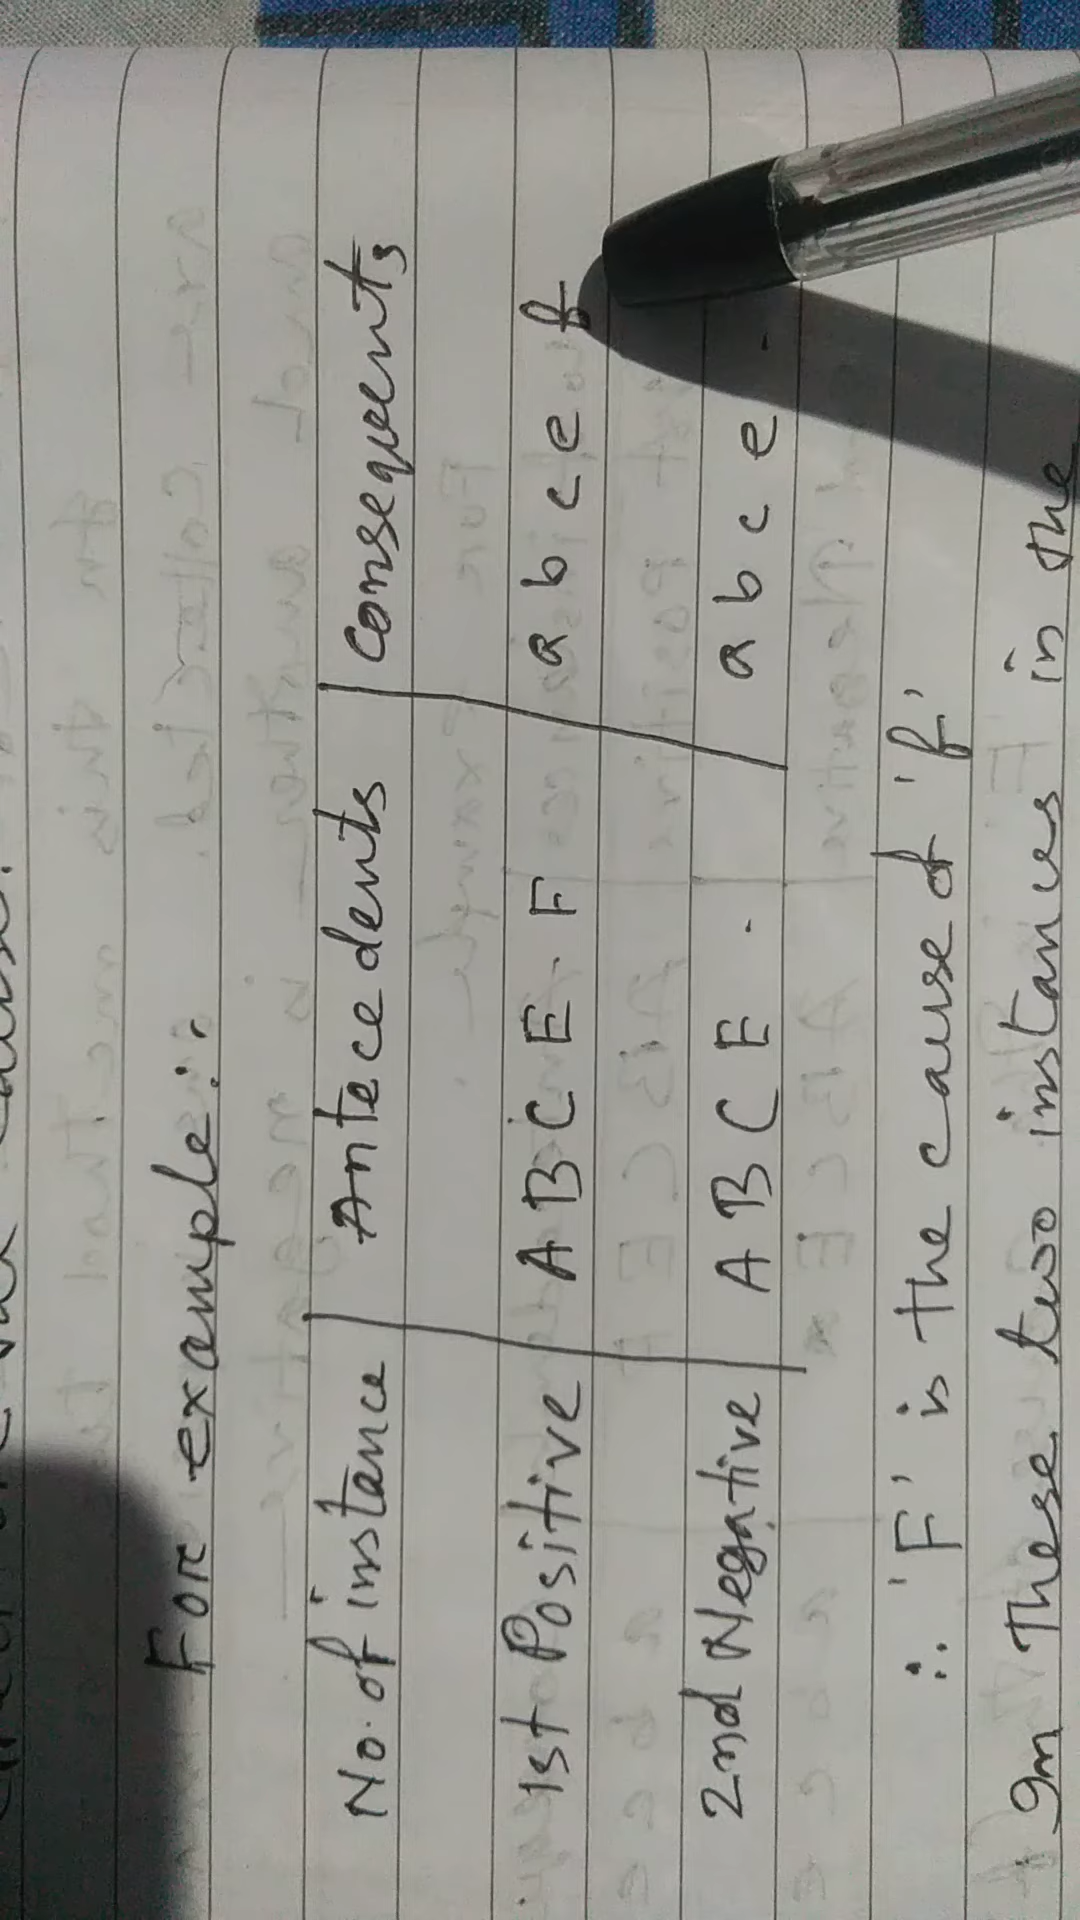 cause.
For example:-
No. of instance Antecedents Consequents
1st Positive A B C E . F a b c e f
2nd Negative A B C E . a b c e .
∴ 'F' is the cause of 'f'
In These two instances in the